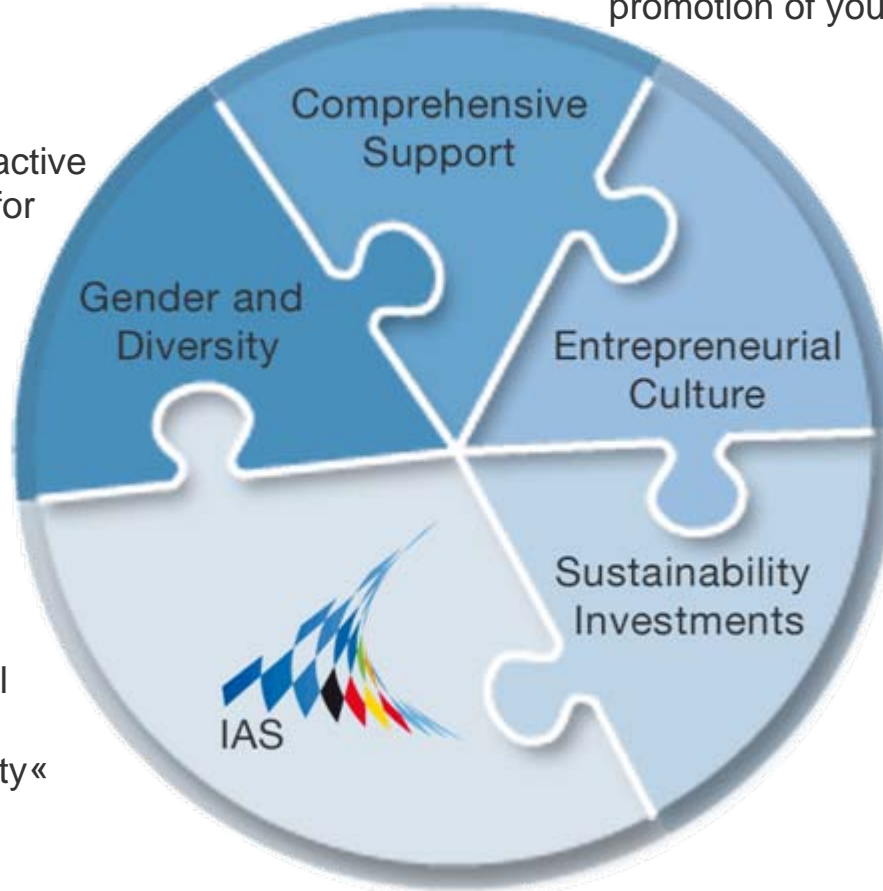 promotion of you
Comprehensive
Support
active
for
Gender and
Diversity
Entrepreneurial
Culture
Sustainability
Investments
l
IAS
ty«